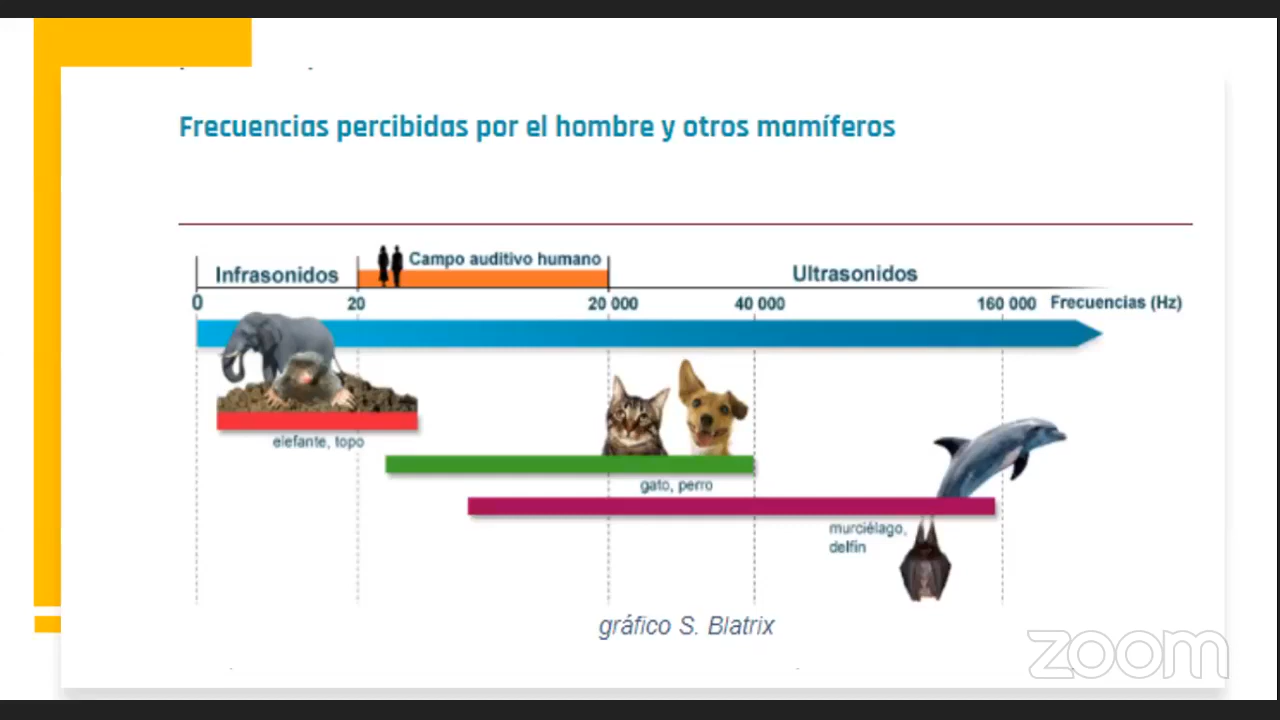 Frecuencias percibidas por el hombre y otros mamíferos
Campo auditivo humano
Infrasonidos
Ultrasonidos
0 20 20 000 40 000 160 000 Frecuencias (Hz)
elefante, topo
gato, perro
murciélago,
delfín
gráfico S. Blatrix
zoom